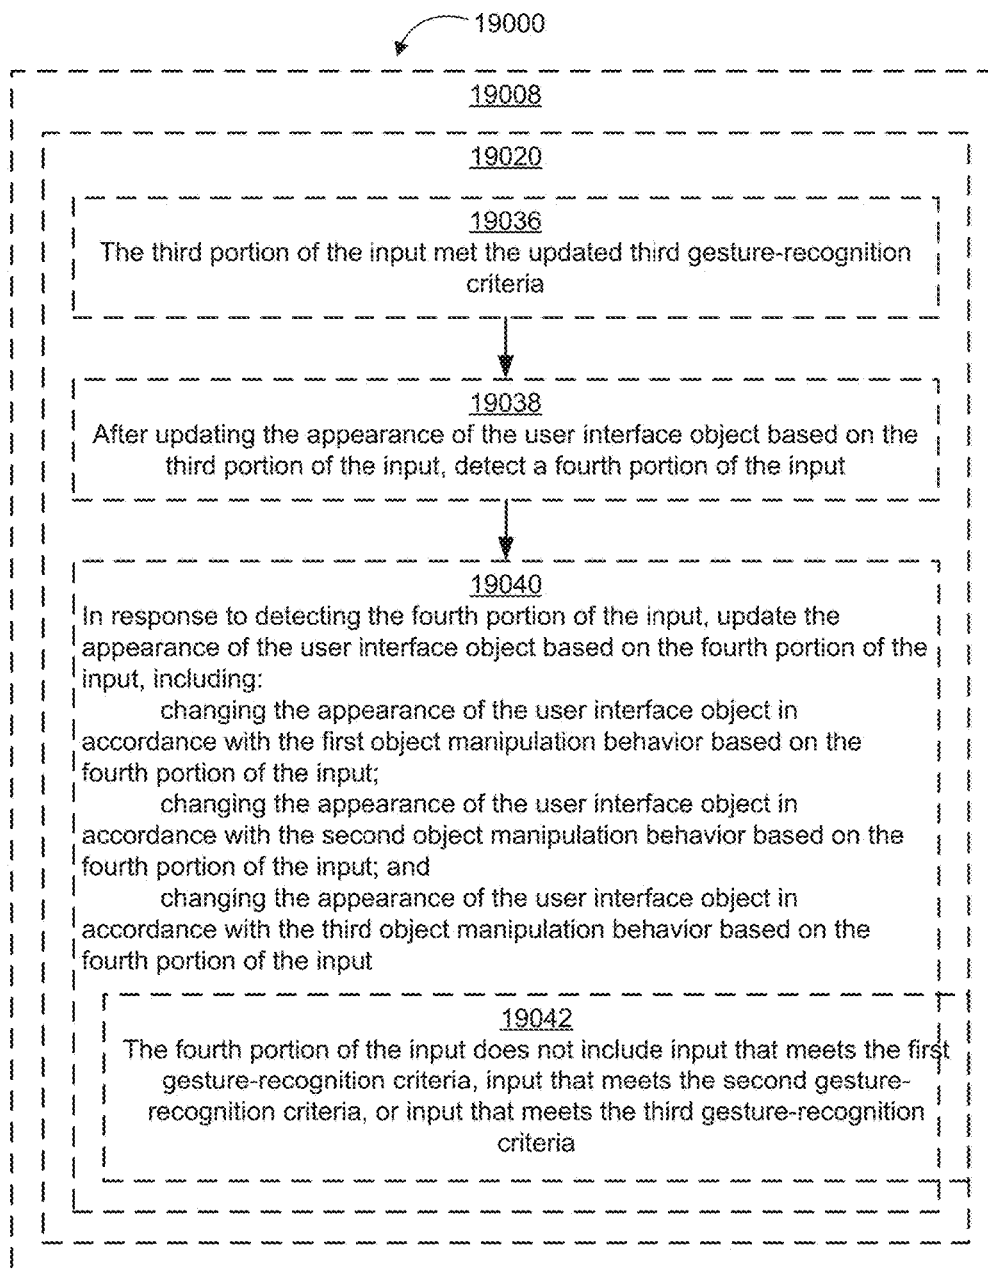 19000
19008
19020
19036
The third portion of the input met the updated third gesture-recognition
criteria
19038
After updating the appearance of the user interface object based on the
third portion of the input, detect a fourth portion of the input
19040
In response to detecting the fourth portion of the input, update the
appearance of the user interface object based on the fourth portion of the
input, including:
changing the appearance of the user interface object in
accordance with the first object manipulation behavior based on the
fourth portion of the input;
changing the appearance of the user interface object in
accordance with the second object manipulation behavior based on the
fourth portion of the input; and
changing the appearance of the user interface object in
accordance with the third object manipulation behavior based on the
fourth portion of the input
19042
The fourth portion of the input does not include input that meets the first
gesture-recognition criteria, input that meets the second gesture-
recognition criteria, or input that meets the third gesture-recognition
criteria